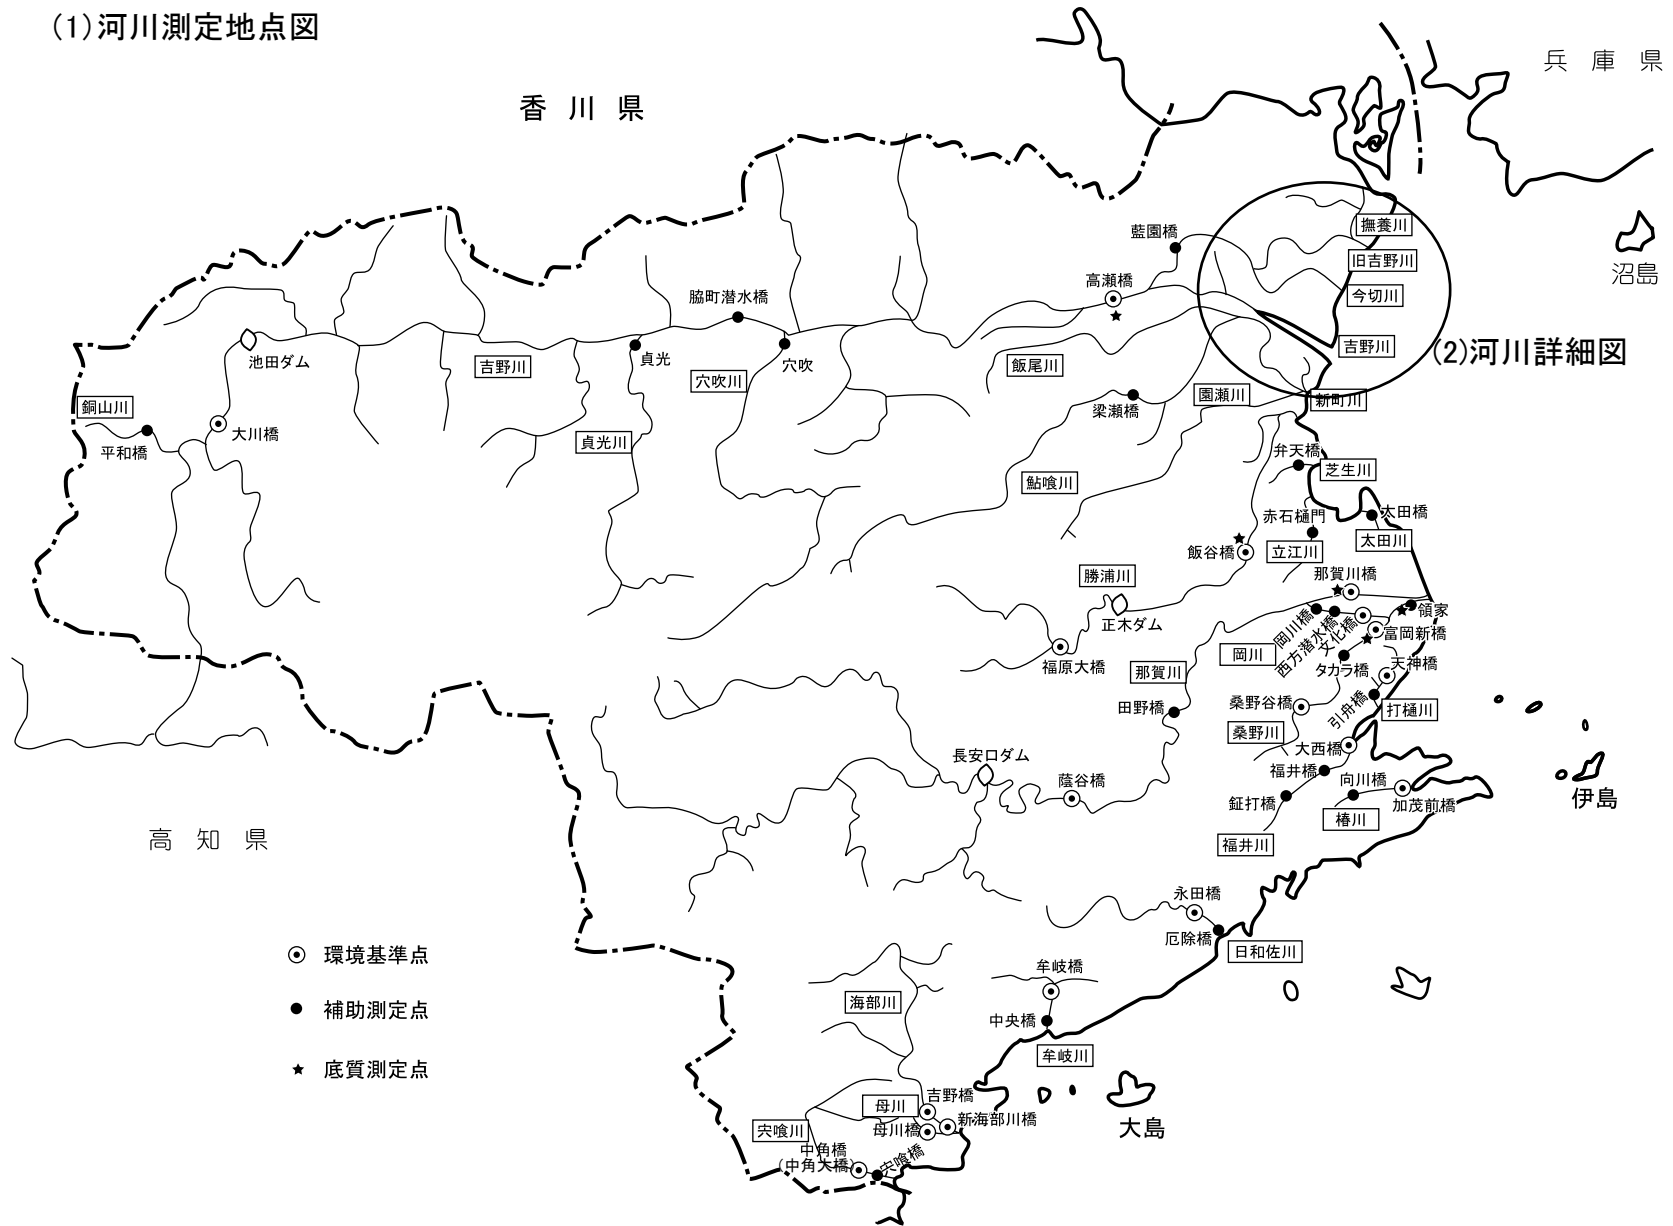 (1)河川測定地点図
兵庫県
香川県
沼島
撫養川
藍園橋
旧吉野川
高瀬橋
今切川
脇町潜水橋
吉野川
(2)河川詳細図
池田ダム
吉野川
貞光
穴吹
飯尾川
穴吹川
銅山川
園瀬川
新町川
梁瀬橋
大川橋
平和橋
貞光川
弁天橋
芝生川
鮎喰川
赤石樋門
太田橋
太田川
飯谷橋
立江川
勝浦川
那賀川橋
正木ダム
領家
岡川橋
西方潜水橋
文化橋
富岡新橋
岡川
福原大橋
那賀川
タカラ橋
天神橋
田野橋
桑野谷橋
引舟橋
打樋川
桑野川
大西橋
長安口ダム
福井橋
蔭谷橋
向川橋
鉦打橋
加茂前橋
伊島
椿川
高知県
福井川
永田橋
厄除橋
日和佐川
環境基準点
牟岐橋
海部川
補助測定点
中央橋
牟岐川
底質測定点
吉野橋
母川
新海部川橋
大島
宍喰川
母川橋
中角橋
(中角大橋)
宍喰橋